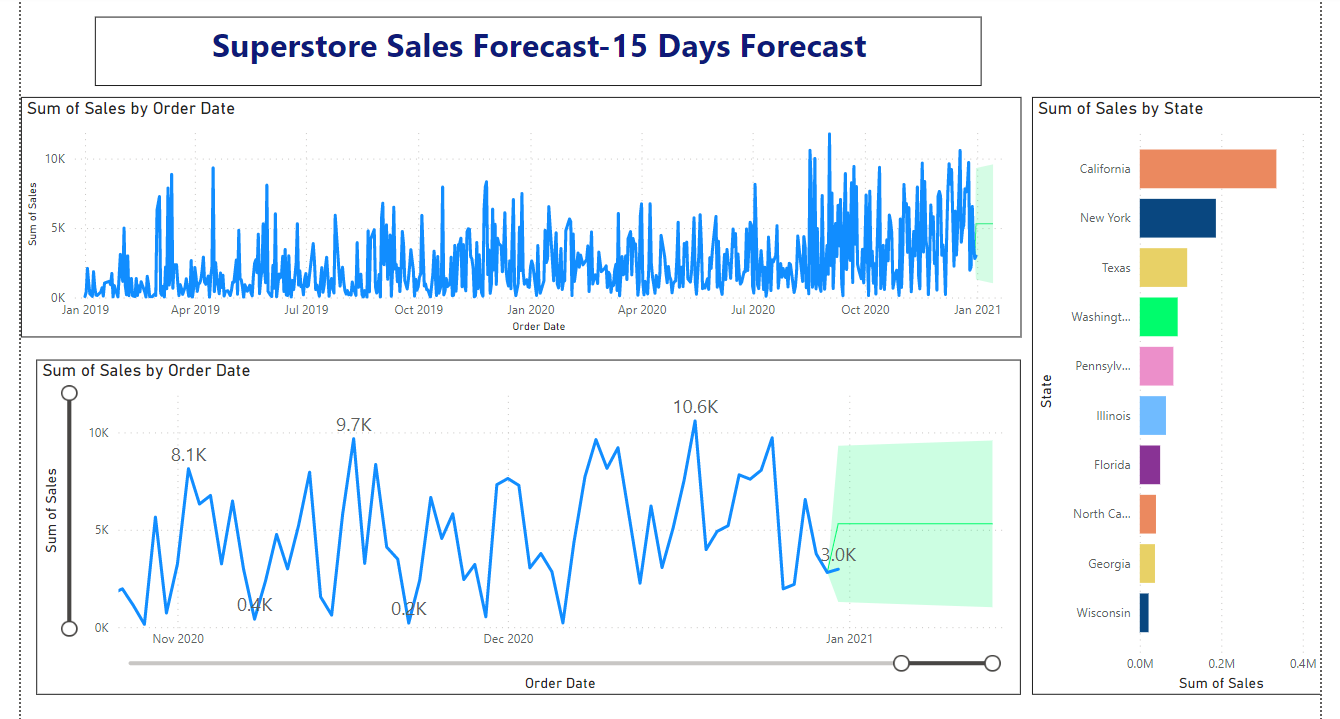 Superstore Sales Forecast-15 Days Forecast
Sum of Sales by Order Date
Sum of Sales
10K
5K
0K
Jan 2019 Apr 2019 Jul 2019 Oct 2019 Jan 2020 Apr 2020 Jul 2020 Oct 2020 Jan 2021
Order Date
Sum of Sales by Order Date
Sum of Sales
10K
5K
0K
8.1K
0.4K
9.7K
0.2K
10.6K
3.0K
Nov 2020 Dec 2020 Jan 2021
Order Date
Sum of Sales by State
State
California
New York
Texas
Washingt...
Pennsylv...
Illinois
Florida
North Ca...
Georgia
Wisconsin
0.0M 0.2M 0.4M
Sum of Sales